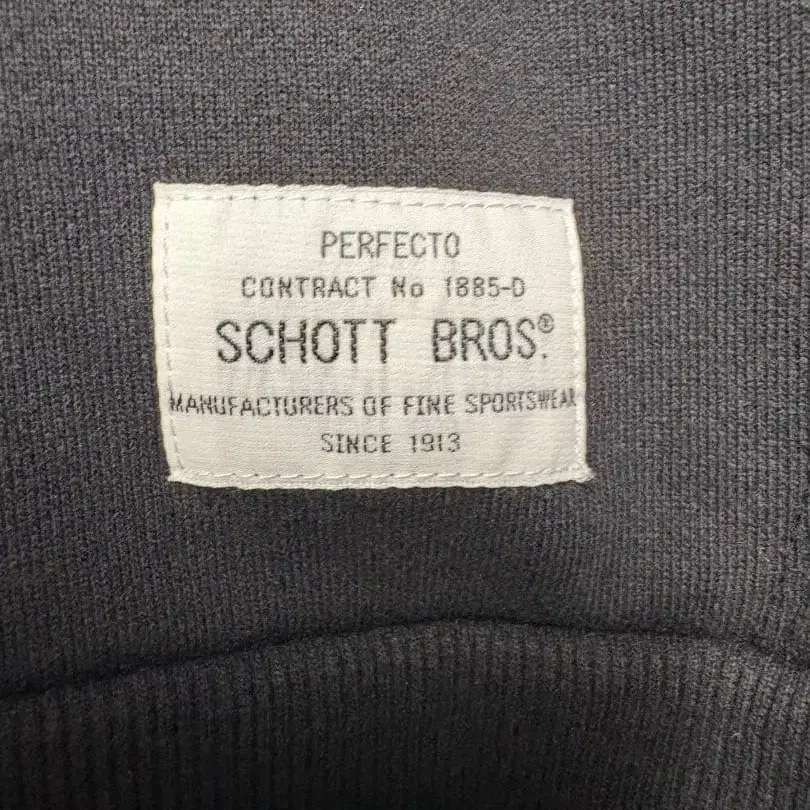 PERFECTO
CONTRACT No 1885-D
SCHOTT BROS.®
MANUFACTURERS OF FINE SPORTSWEAR
SINCE 1913